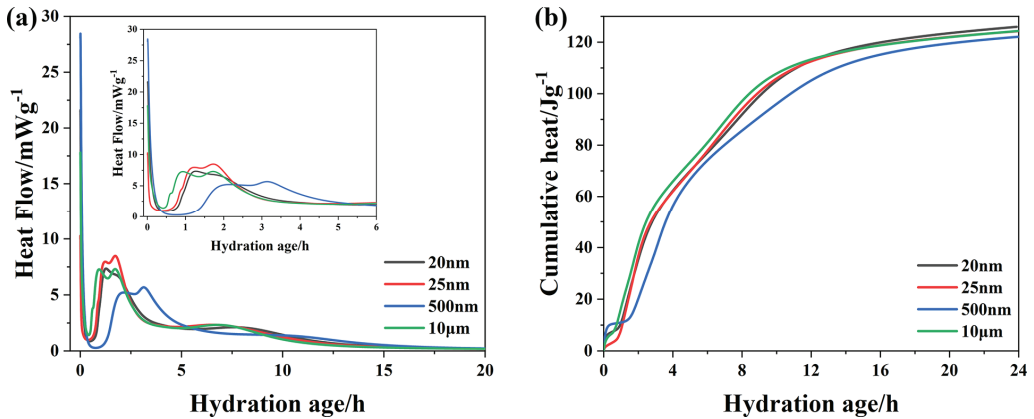 (a)
30
25
20
15
10
5
0
Heat Flow/mWg-1
0 5 10 15 20
Hydration age/h
30
25
20
15
10
5
0
Heat Flow/mWg-1
0 1 2 3 4 5 6
Hydration age/h
20nm
25nm
500nm
10μm
(b)
120
100
80
60
40
20
0
Cumulative heat/Jg-1
0 4 8 12 16 20 24
Hydration age/h
20nm
25nm
500nm
10μm